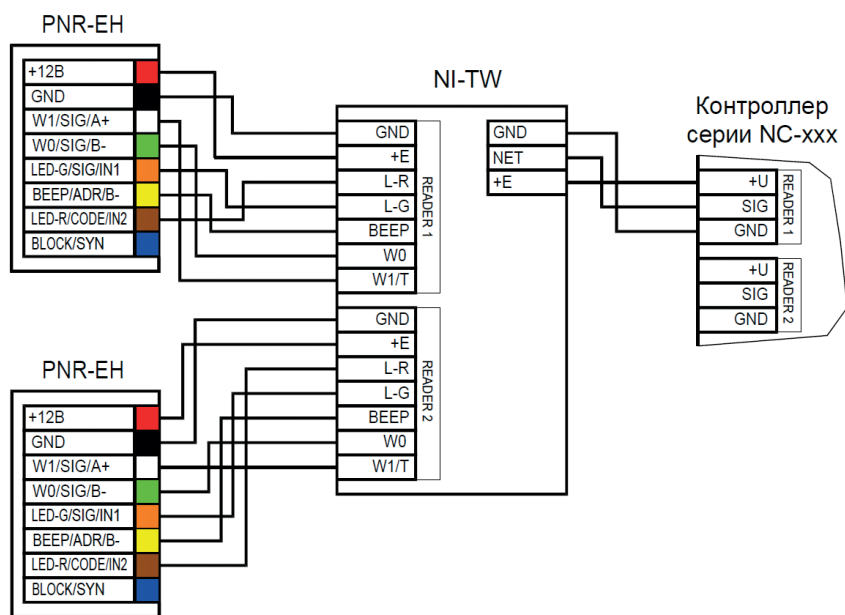 PNR-EH
+12В
GND
W1/SIG/A+
W0/SIG/B-
LED-G/SIG/IN1
BEEP/ADR/B-
LED-R/CODE/IN2
BLOCK/SYN
PNR-EH
+12В
GND
W1/SIG/A+
W0/SIG/B-
LED-G/SIG/IN1
BEEP/ADR/B-
LED-R/CODE/IN2
BLOCK/SYN
NI-TW
GND
+E
L-R
L-G
BEEP
W0
W1/T
READER 1
GND
+E
L-R
L-G
BEEP
W0
W1/T
READER 2
GND
NET
+E
Контроллер
серии NC-xxx
+U
SIG
GND
READER 1
+U
SIG
GND
READER 2